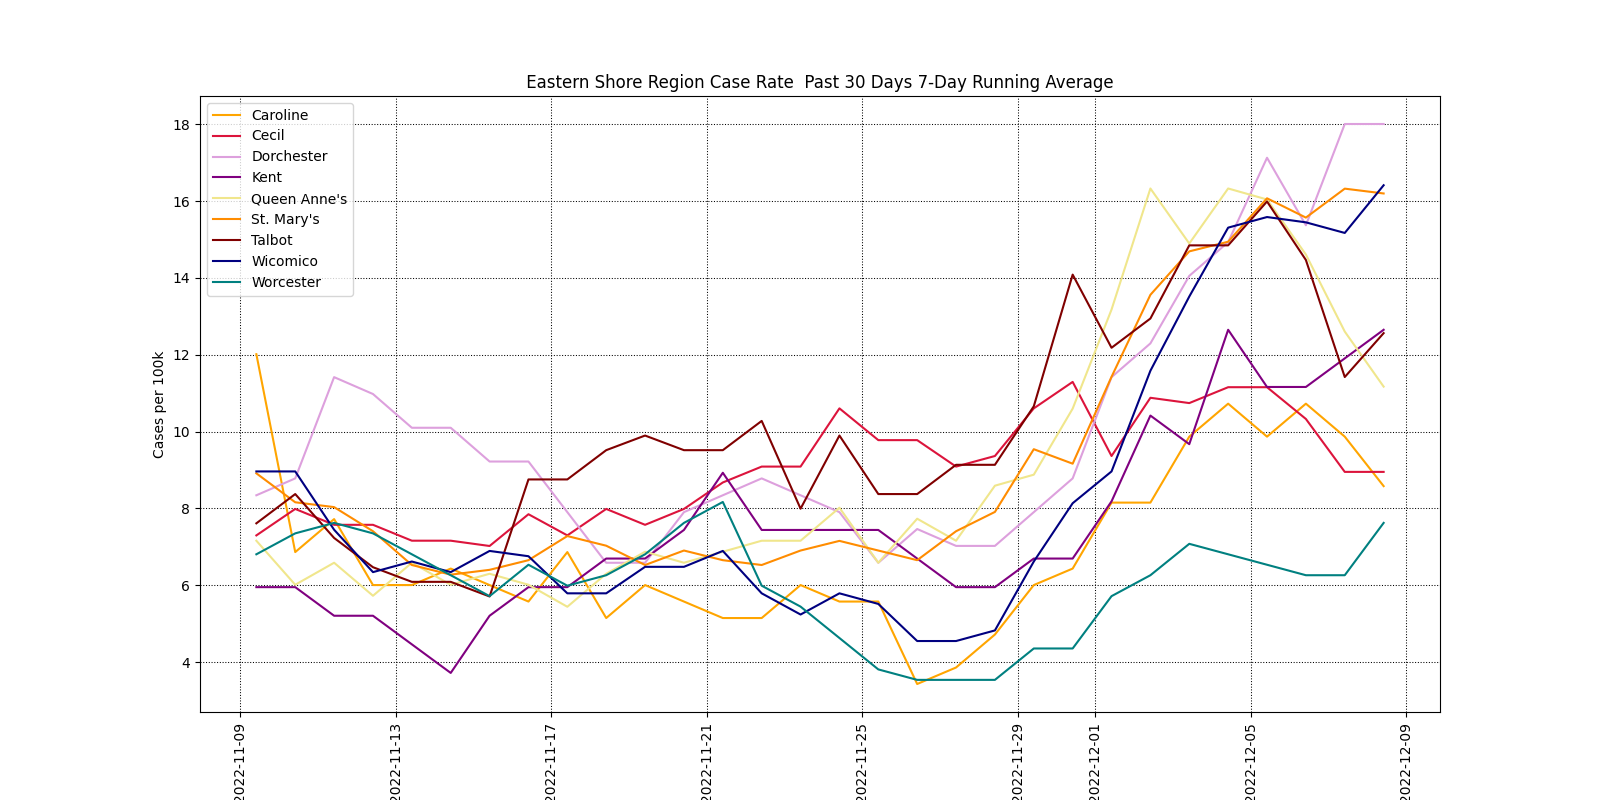 Eastern Shore Region Case Rate  Past 30 Days 7-Day Running Average
Caroline
Cecil
Dorchester
Kent
Queen Anne's
St. Mary's
Talbot
Wicomico
Worcester
Cases per 100k
18
16
14
12
10
8
6
4
2022-11-09
2022-11-13
2022-11-17
2022-11-21
2022-11-25
2022-11-29
2022-12-01
2022-12-05
2022-12-09